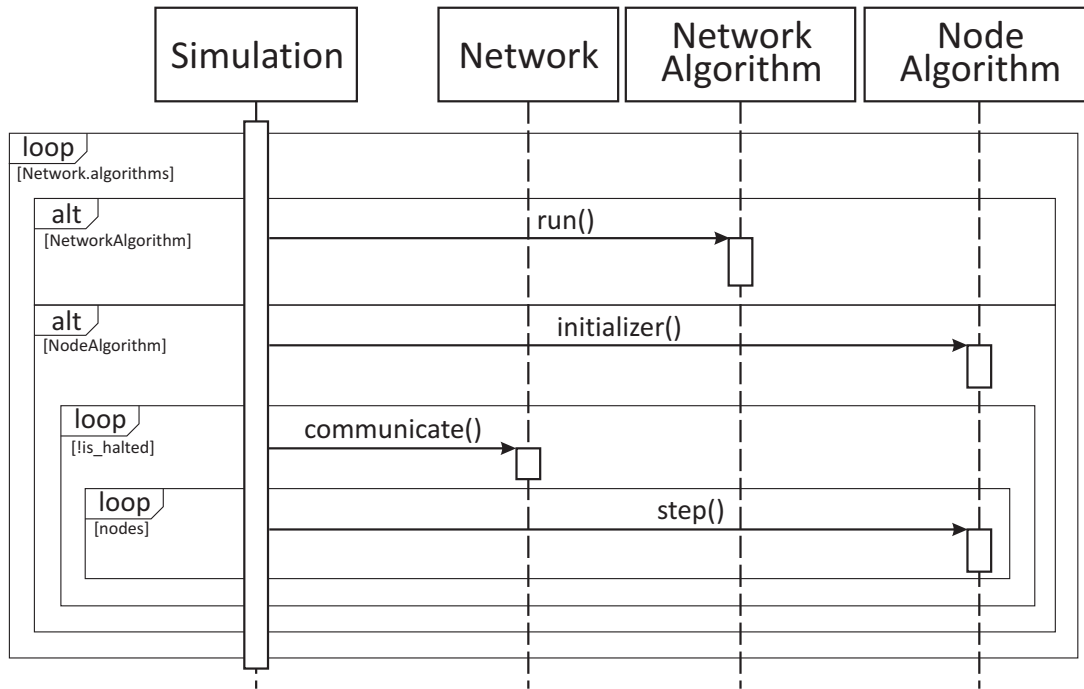 Simulation
Network
Network
Algorithm
Node
Algorithm
loop
[Network.algorithms]
alt
[NetworkAlgorithm]
run()
alt
[NodeAlgorithm]
initializer()
loop
[!is_halted]
communicate()
loop
[nodes]
step()